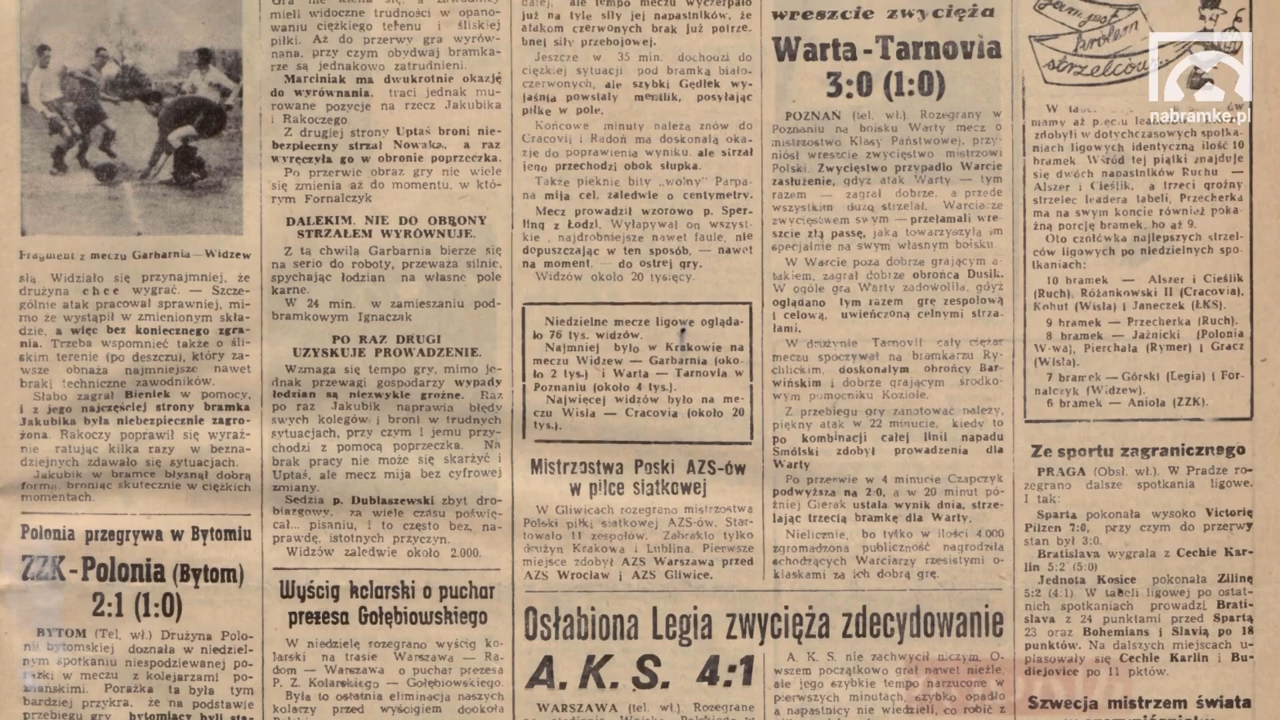 mieli widoczne trudności w opano-
waniu ciężkiego terenu i śliskiej
piłki. Aż do przerwy gra wyrów-
nana, przy czym obydwaj bramka-
rze są jednakowo zatrudnieni.
Marciniak ma dwukrotnie okazję
do wyrównania, traci jednak mu-
rowane pozycje na rzecz Jakubika
i Rakoczego
Z drugiej strony Uptaś broni nie-
bezpieczny strzał Nowaka, a raz
wyręczyła go w obronie poprzeczka.
Po przerwie obraz gry nie wiele
się zmienia aż do momentu, w któ-
rym Fornalczyk
DALEKIM, NIE DO OBRONY
STRZAŁEM WYRÓWNUJE.
Z tą chwilą Garbarnia bierze się
na serio do roboty, przeważa silnie,
spychając łodzian na własne pole
karne.
W 24 min. w zamieszaniu pod-
bramkowym Ignaczak
PO RAZ DRUGI
UZYSKUJE PROWADZENIE.
Wzmaga się tempo gry, mimo je-
dnak przewagi gospodarzy wypady
łodzian są niezwykle groźne. Raz
po raz Jakubik naprawia błędy
swych kolegów i broni w trudnych
sytuacjach, przy czym i jemu przy-
chodzi z pomocą poprzeczka. Na
brak pracy nie może się skarżyć i
Uptaś, ale mecz mija bez cyfrowej
zmiany.
Sędzia p. Dublaszewski zbyt dro-
biazgowy, za wiele czasu poświę-
cał... pisaniu, i to często bez, na-
prawdę, istotnych przyczyn.
Widzów zaledwie około 2.000.
Wyścig kolarski o puchar
prezesa Gołębiowskiego
W niedzielę rozegrano wyścig ko-
larski na trasie Warszawa — Ra-
dom — Warszawa o puchar prezesa
P. Z. Kolarskiego — Gołębiowskiego.
Była to ostatnia eliminacja naszych
kolarzy przed wyścigiem dookoła
Fragment z meczu Garbarnia — Widzew
słą Widziało się przynajmniej, że
drużyna chce wygrać. — Szcze-
gólnie atak pracował sprawniej, mi-
mo że wystąpił w zmienionym skła-
dzie, a więc bez koniecznego zgra-
nia. Trzeba wspomnieć także o śli-
skim terenie (po deszczu), który za-
wsze obnaża najmniejsze nawet
braki techniczne zawodników.
Słabo zagrał Bieniek w pomocy,
i z jego najczęściej strony bramka
Jakubika była niebezpiecznie zagro-
żona. Rakoczy poprawił się wyraź-
nie ratując kilka razy w bezna-
dziejnych zdawało się sytuacjach.
Jakubik w bramce błysnął dobrą
formą, broniąc skutecznie w ciężkich
momentach.
Polonia przegrywa w Bytomiu
ZZK - Polonia (Bytom)
2:1 (1:0)
BYTOM (Tel. wł.) Drużyna Polo-
nii bytomskiej doznała w niedziel-
nym spotkaniu niespodziewanej po-
rażki w meczu z kolejarzami po-
znańskimi. Porażka ta była tym
bardziej przykra, że na podstawie
przebiegu gry bytomiacy byli
dalej, ale tempo meczu wyczerpało
już na tyle siły jej napastników, że
atakom czerwonych brak już potrze-
bnej siły przebojowej.
Jeszcze w 35 min. dochodzi do
ciężkiej sytuacji pod bramką biało-
czerwonych, ale szybki Gędłek wy-
jaśnia powstały mentlik, posyłając
piłkę w pole.
Końcowe minuty należą znów do
Cracovii i Radoń ma doskonałą oka-
zję do poprawienia wyniku, ale strzał
jego przechodzi obok słupka.
Także pięknie bity „wolny” Parpa-
na mija cel, zaledwie o centymetry.
Mecz prowadził wzorowo p. Sper-
ling z Łodzi. Wyłapywał on wszyst-
kie, najdrobniejsze nawet faule, nie
dopuszczając w ten sposób, — nawet
na moment, — do ostrej gry.
Widzów około 20 tysięcy.
Niedzielne mecze ligowe ogląda-
ło 76 tys. widzów.
Najmniej było w Krakowie na
meczu Widzew — Garbarnia (oko-
ło 2 tys.) i Warta — Tarnovia w
Poznaniu (około 4 tys.).
Najwięcej widzów było na me-
czu Wisła — Cracovia (około 20
tys.).
Mistrzostwa Poski AZS-ów
w piłce siatkowej
W Gliwicach rozegrano mistrzostwa
Polski piłki siatkowej AZS-ów. Star-
towało 11 zespołów. Zabrakło tylko
drużyn Krakowa i Lublina. Pierwsze
miejsce zdobył AZS Warszawa przed
AZS Wrocław i AZS Gliwice.
wreszcie zwycięża
Warta - Tarnovia
3:0 (1:0)
POZNAŃ (tel. wł.). Rozegrany w
Poznaniu na boisku Warty mecz o
mistrzostwo Klasy Państwowej, przy-
niósł wreszcie zwycięstwo mistrzowi
Polski. Zwycięstwo przypadło Warcie
zasłużenie, gdyż atak Warty — tym
razem — zagrał dobrze, a przede
wszystkim dużo strzelał. Warciarze
zwycięstwem swym — przełamali wre-
szcie złą passę, jaka towarzyszyła im
specjalnie na swym własnym boisku.
W Warcie poza dobrze grającym a-
takiem, zagrał dobrze obrońca Dusik.
W ogóle gra Warty zadowoliła, gdyż
oglądano tym razem grę zespołową
i celową, uwieńczoną celnymi strza-
łami.
W drużynie Tarnovii cały ciężar
meczu spoczywał na bramkarzu Ry-
chlickim, doskonałym obrońcy Bar-
wińskim i dobrze grającym środko-
wym pomocniku Koziole.
Z przebiegu gry zanotować należy,
piękny atak w 22 minucie, kiedy to
po kombinacji całej linii napadu
Smólski zdobył prowadzenie dla
Warty
Po przerwie w 4 minucie Czapczyk
podwyższa na 2:0, a w 20 minut pó-
źniej Gierak ustala wynik dnia, strze-
lając trzecią bramkę dla Warty.
Nielicznie, bo tylko w ilości 4.000
zgromadzona publiczność nagrodziła
schodzących Warciarzy rzęsistymi o-
klaskami za ich dobrą grę.
Osłabiona Legia zwycięża zdecydowanie
A. K. S. 4:1
WARSZAWA (tel. wł.). Rozegrane
A. K. S. nie zachwycił niczym. O-
wszem początkowo grał nawet nieźle,
ale jego szybkie tempo narzucone w
pierwszych minutach, szybko opadło
a napastnicy nie wiedzieli, co robić z
jest
królem
strzelców
nabramke.pl
mamy aż pięciu
zdobyli w dotychczasowych spotka-
niach ligowych identyczną ilość 10
bramek. Wśród tej piątki znajduje
się dwóch napastników Ruchu —
Alszer i Cieślik, a trzeci groźny
strzelec leadera tabeli, Przecherka
ma na swym koncie również poka-
źną porcję bramek, bo aż 9.
Oto czołówka najlepszych strzel-
ców ligowych po niedzielnych spo-
tkaniach:
10 bramek — Alszer i Cieślik
(Ruch), Różankowski II (Cracovia),
Kohut (Wisła) i Janeczek (ŁKS).
9 bramek — Przecherka (Ruch).
8 bramek — Jaźnicki (Polonia
W-wa), Pierchała (Rymer) i Gracz
(Wisła).
7 bramek — Górski (Legia) i For-
nalczyk (Widzew).
6 bramek — Anioła (ZZK).
Ze sportu zagranicznego
PRAGA (Obsł. wł.). W Pradze ro-
zegrano dalsze spotkania ligowe.
I tak:
Sparta pokonała wysoko Victorię
Pilzen 7:0, przy czym do przerwy
stan był 3:0.
Bratislava wygrała z Cechie Kar-
lin 5:2 (5:0)
Jednota Kosice pokonała Zilinę
5:2 (4:1). W tabeli ligowej po ostat-
nich spotkaniach prowadzi Brati-
slava z 24 punktami przed Spartą
23 oraz Bohemians i Slavią po 18
punktów. Na dalszych miejscach u-
plasowały się Cechie Karlin i Bu-
diejovice po 11 pktów.
Szwecja mistrzem świata